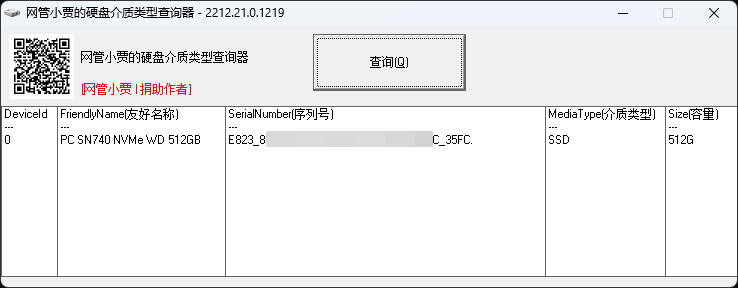 网管小贾的硬盘介质类型查询器 - 2212.21.0.1219
网管小贾的硬盘介质类型查询器
[网管小贾 | 捐助作者]
查询(Q)
DeviceId FriendlyName(友好名称) SerialNumber(序列号) MediaType(介质类型) Size(容量)
--- --- --- --- ---
0 PC SN740 NVMe WD 512GB E823_8 C_35FC. SSD 512G